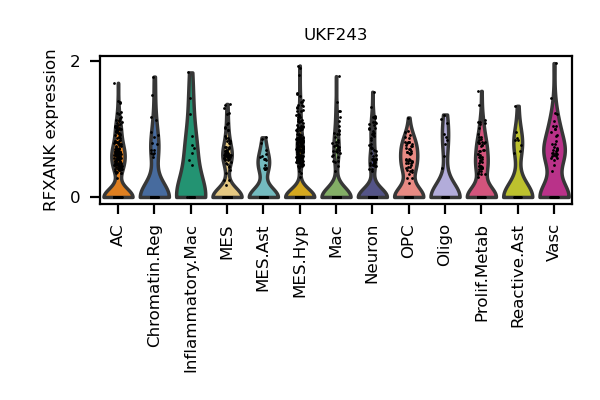 UKF243
RFXANK expression
2
0
AC
Chromatin.Reg
Inflammatory.Mac
MES
MES.Ast
MES.Hyp
Mac
Neuron
OPC
Oligo
Prolif.Metab
Reactive.Ast
Vasc